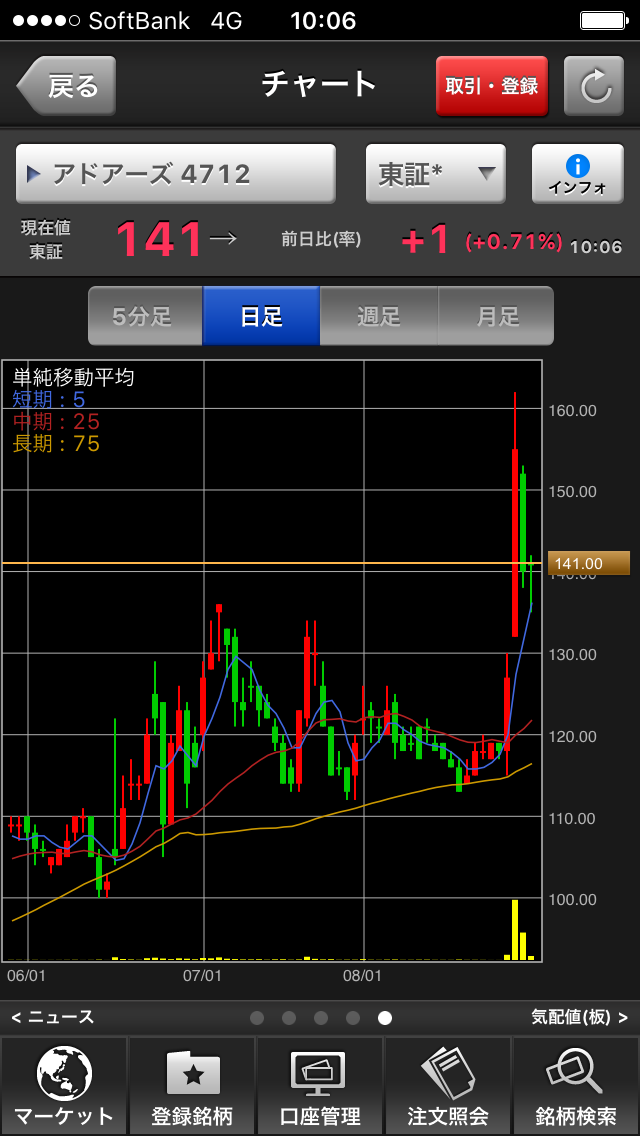 SoftBank 4G 10:06
戻る チャート 取引・登録
アドアーズ 4712 東証* インフォ
現在値 東証 141→ 前日比(率) +1 (+0.71%) 10:06
5分足 日足 週足 月足
単純移動平均
短期：5
中期：25
長期：75
160.00
150.00
141.00
140.00
130.00
120.00
110.00
100.00
06/01 07/01 08/01
< ニュース 気配値(板) >
マーケット 登録銘柄 口座管理 注文照会 銘柄検索